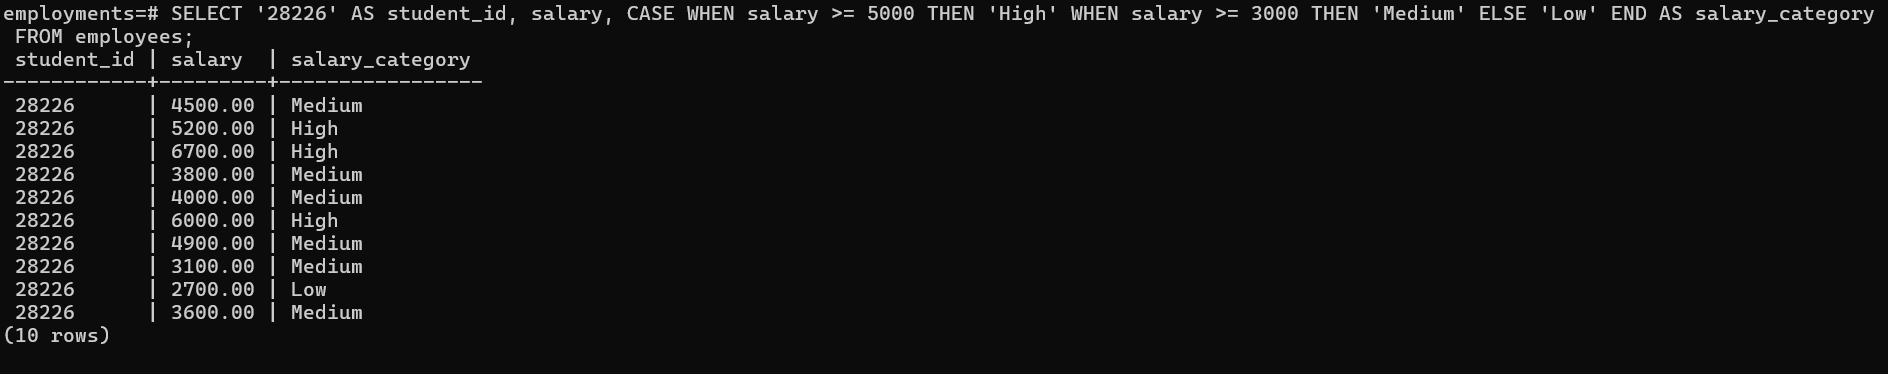 employments=# SELECT '28226' AS student_id, salary, CASE WHEN salary >= 5000 THEN 'High' WHEN salary >= 3000 THEN 'Medium' ELSE 'Low' END AS salary_category
 FROM employees;
 student_id | salary  | salary_category
------------+---------+-----------------
 28226      | 4500.00 | Medium
 28226      | 5200.00 | High
 28226      | 6700.00 | High
 28226      | 3800.00 | Medium
 28226      | 4000.00 | Medium
 28226      | 6000.00 | High
 28226      | 4900.00 | Medium
 28226      | 3100.00 | Medium
 28226      | 2700.00 | Low
 28226      | 3600.00 | Medium
(10 rows)